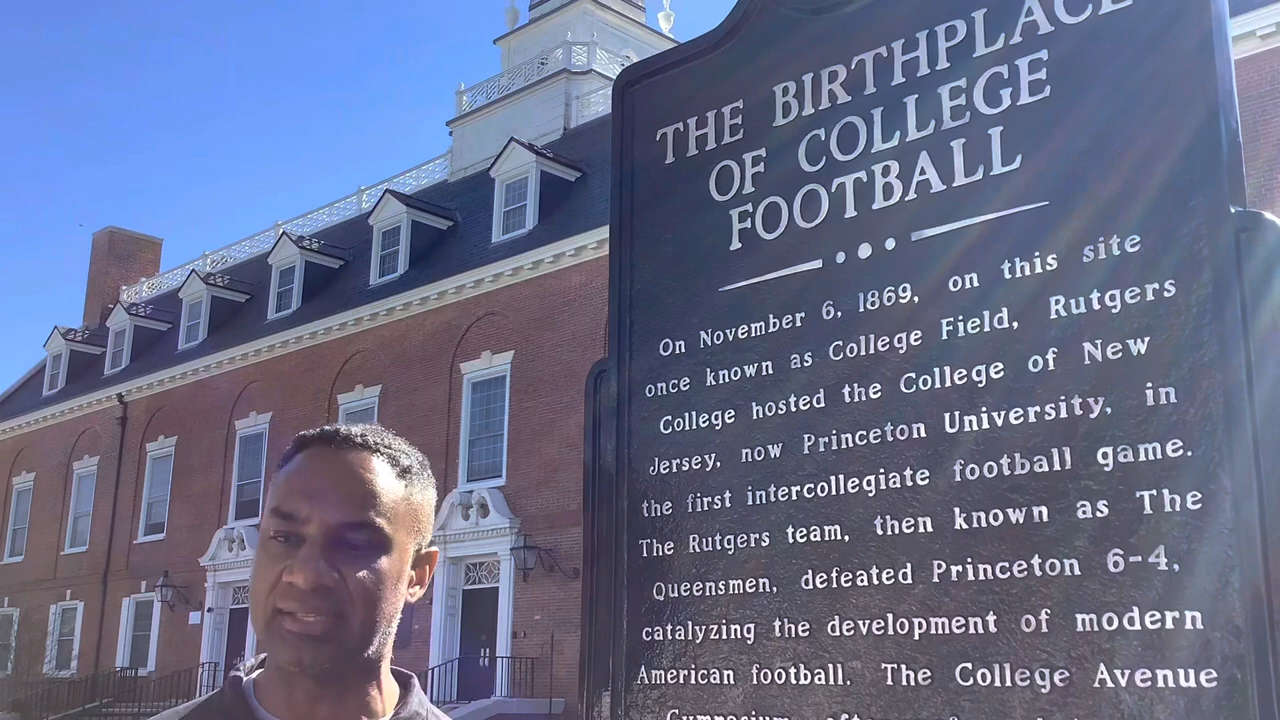 THE BIRTHPLACE
OF COLLEGE
FOOTBALL
On November 6, 1869, on this site
once known as College Field, Rutgers
College hosted the College of New
Jersey, now Princeton University, in
the first intercollegiate football game.
The Rutgers team, then known as The
Queensmen, defeated Princeton 6-4,
catalyzing the development of modern
American football. The College Avenue
Gymnasium,